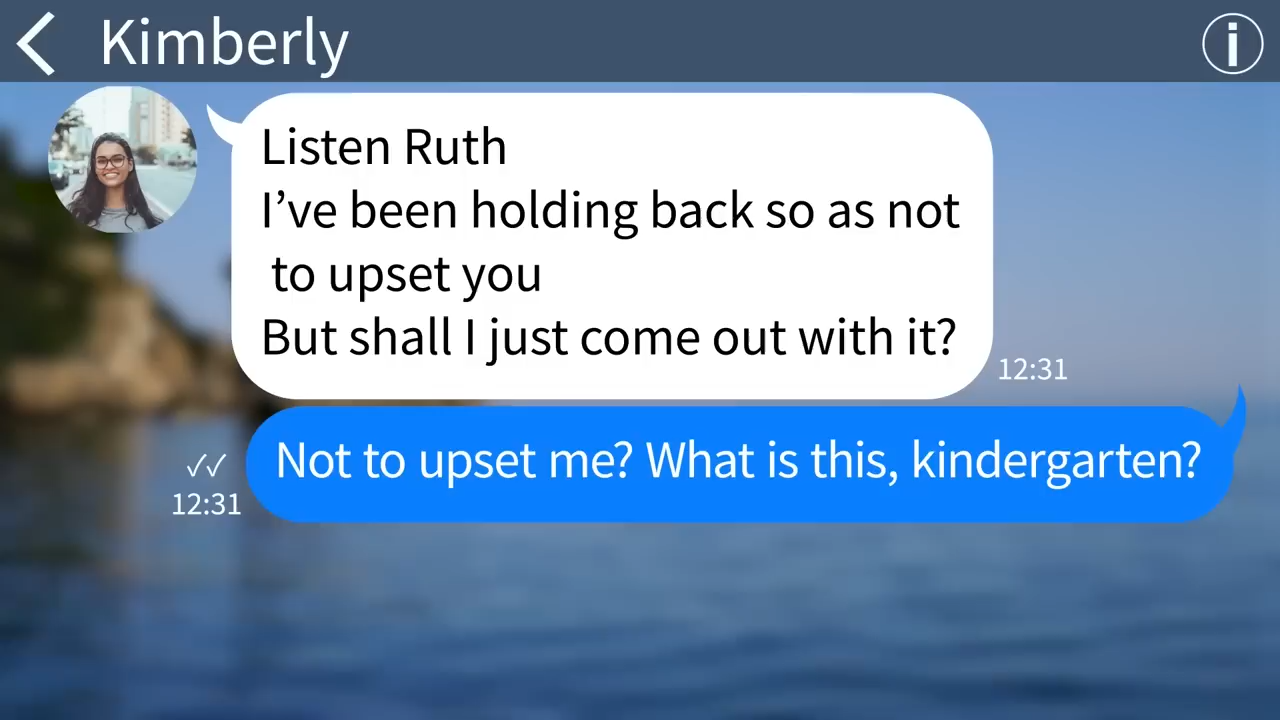 Kimberly
Listen Ruth
I’ve been holding back so as not
to upset you
But shall I just come out with it?
12:31
Not to upset me? What is this, kindergarten?
✓✓
12:31